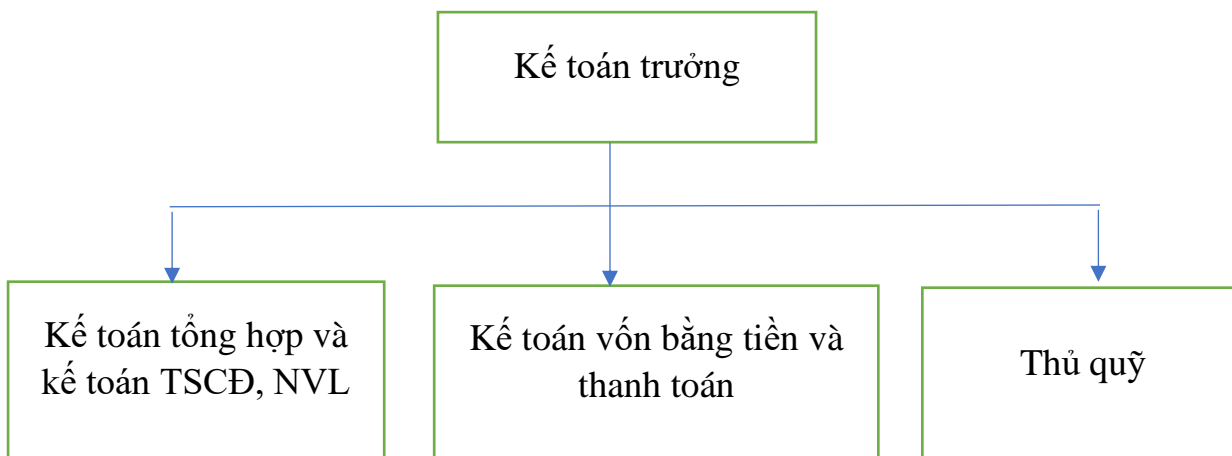 Kế toán trưởng
Kế toán tổng hợp và
kế toán TSCĐ, NVL
Kế toán vốn bằng tiền và
thanh toán
Thủ quỹ